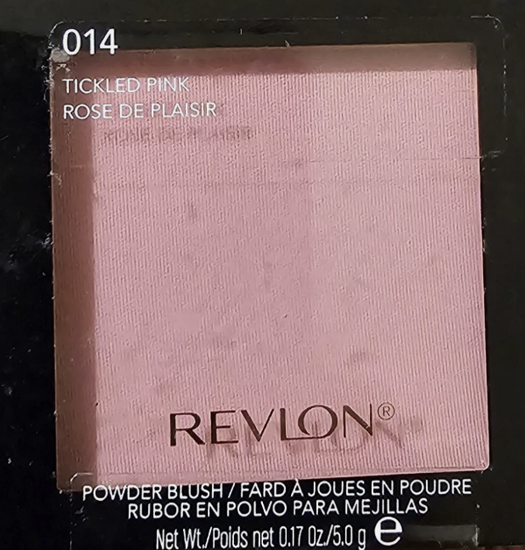 014
TICKLED PINK
ROSE DE PLAISIR
REVLON®
POWDER BLUSH / FARD À JOUES EN POUDRE
RUBOR EN POLVO PARA MEJILLAS
Net Wt./Poids net 0.17 Oz./5.0 g e